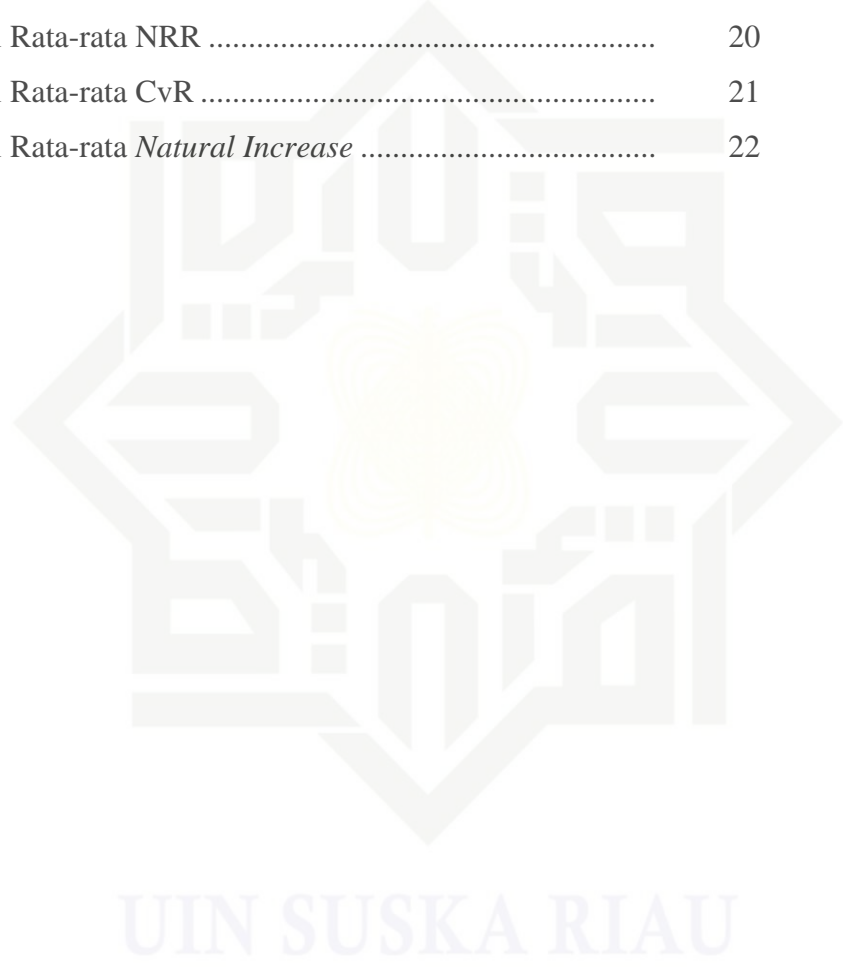 Rata-rata NRR ........................................................ 20
Rata-rata CvR ......................................................... 21
Rata-rata Natural Increase ..................................... 22
UIN SUSKA RIAU